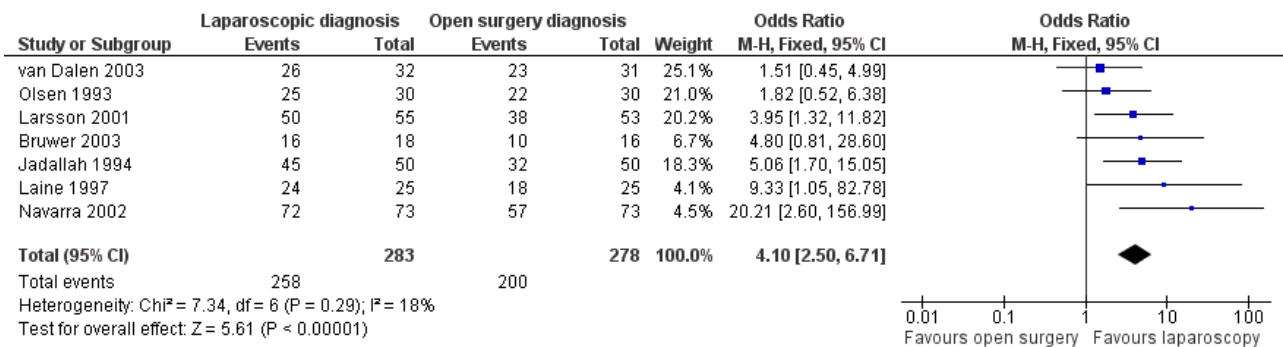 Laparoscopic diagnosis Open surgery diagnosis Odds Ratio Odds Ratio
Study or Subgroup Events Total Events Total Weight M-H, Fixed, 95% CI M-H, Fixed, 95% CI
van Dalen 2003 26 32 23 31 25.1% 1.51 [0.45, 4.99]
Olsen 1993 25 30 22 30 21.0% 1.82 [0.52, 6.38]
Larsson 2001 50 55 38 53 20.2% 3.95 [1.32, 11.82]
Bruwer 2003 16 18 10 16 6.7% 4.80 [0.81, 28.60]
Jadallah 1994 45 50 32 50 18.3% 5.06 [1.70, 15.05]
Laine 1997 24 25 18 25 4.1% 9.33 [1.05, 82.78]
Navarra 2002 72 73 57 73 4.5% 20.21 [2.60, 156.99]
Total (95% CI) 283 278 100.0% 4.10 [2.50, 6.71]
Total events 258 200
Heterogeneity: Chi² = 7.34, df = 6 (P = 0.29); I² = 18%
Test for overall effect: Z = 5.61 (P < 0.00001)
0.01 0.1 1 10 100
Favours open surgery Favours laparoscopy